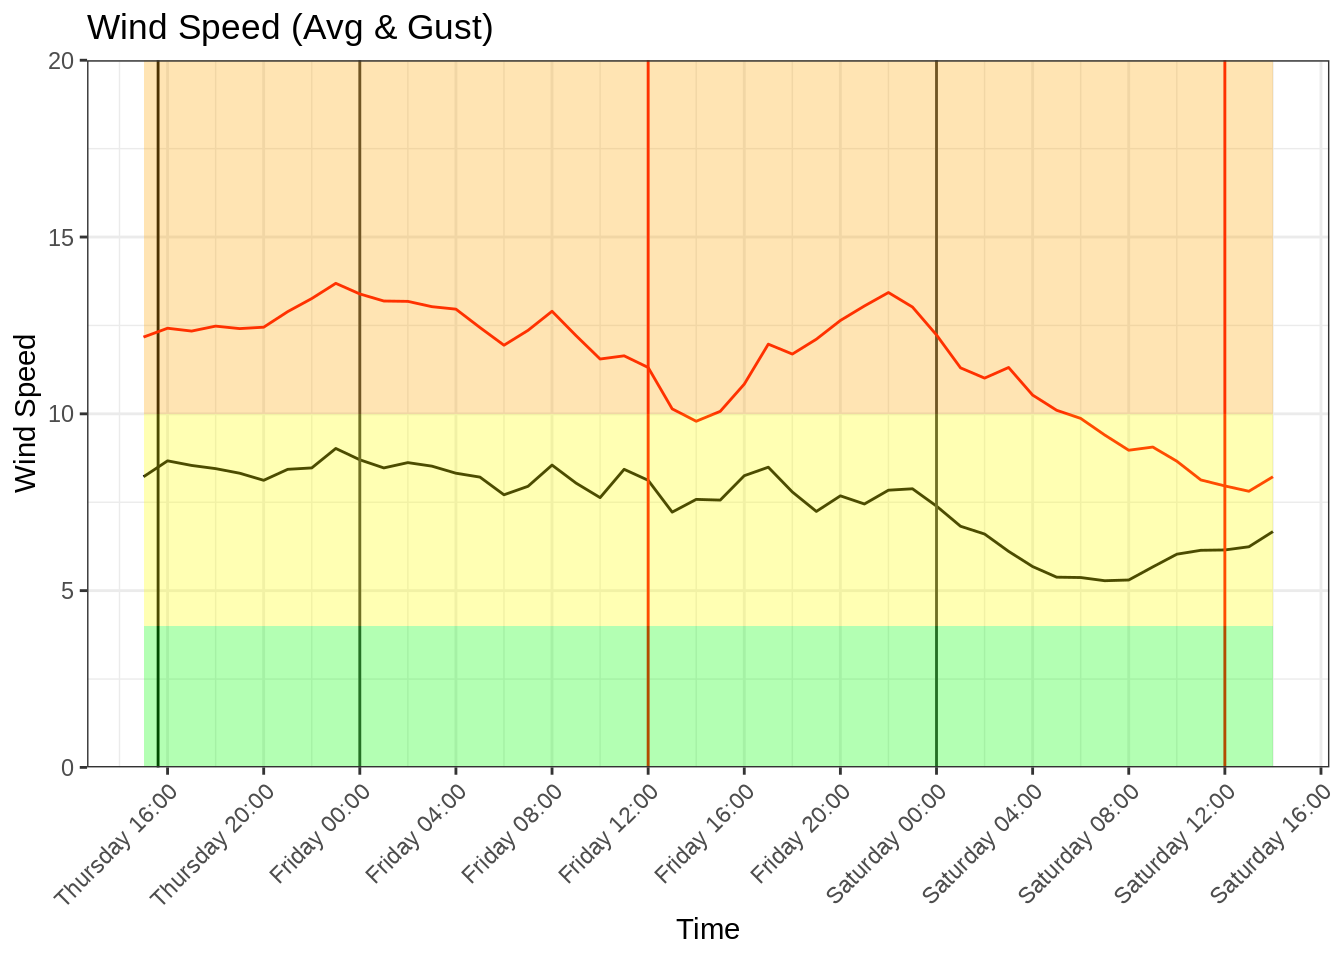 Wind Speed (Avg & Gust)
20
15
10
5
0
Wind Speed
Thursday 16:00
Thursday 20:00
Friday 00:00
Friday 04:00
Friday 08:00
Friday 12:00
Friday 16:00
Friday 20:00
Saturday 00:00
Saturday 04:00
Saturday 08:00
Saturday 12:00
Saturday 16:00
Time